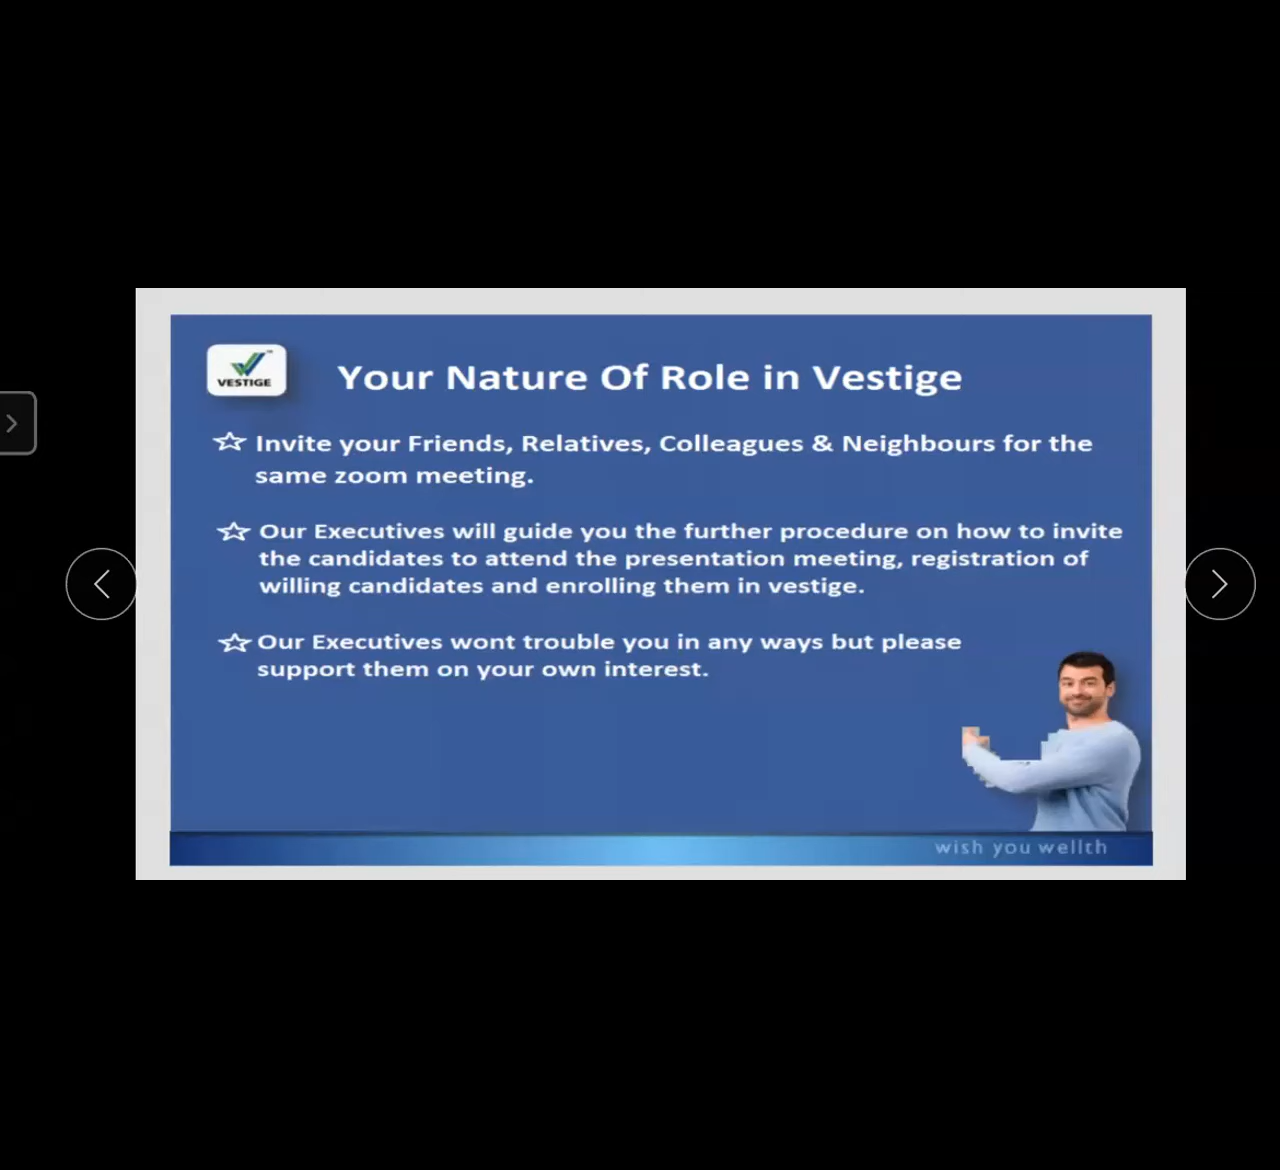 VESTIGE
Your Nature Of Role in Vestige
Invite your Friends, Relatives, Colleagues & Neighbours for the
same zoom meeting.
Our Executives will guide you the further procedure on how to invite
the candidates to attend the presentation meeting, registration of
willing candidates and enrolling them in vestige.
Our Executives wont trouble you in any ways but please
support them on your own interest.
wish you wellth